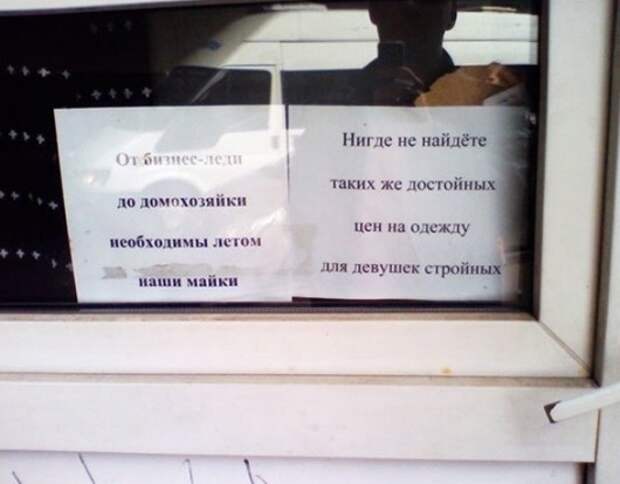 От бизнес-леди
до домохозяйки
необходимы летом
наши майки
Нигде не найдёте
таких же достойных
цен на одежду
для девушек стройных